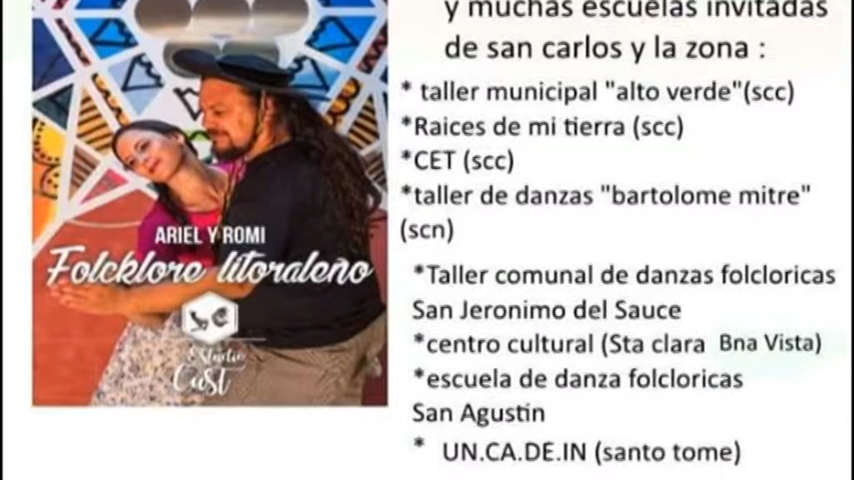 y muchas escuelas invitadas
de san carlos y la zona :
* taller municipal "alto verde"(scc)
*Raices de mi tierra (scc)
*CET (scc)
*taller de danzas "bartolome mitre"
(scn)
*Taller comunal de danzas folcloricas
San Jeronimo del Sauce
*centro cultural (Sta clara Bna Vista)
*escuela de danza folcloricas
San Agustin
* UN.CA.DE.IN (santo tome)
ARIEL Y ROMI
Folcklore litoraleño
Estudio
Cast